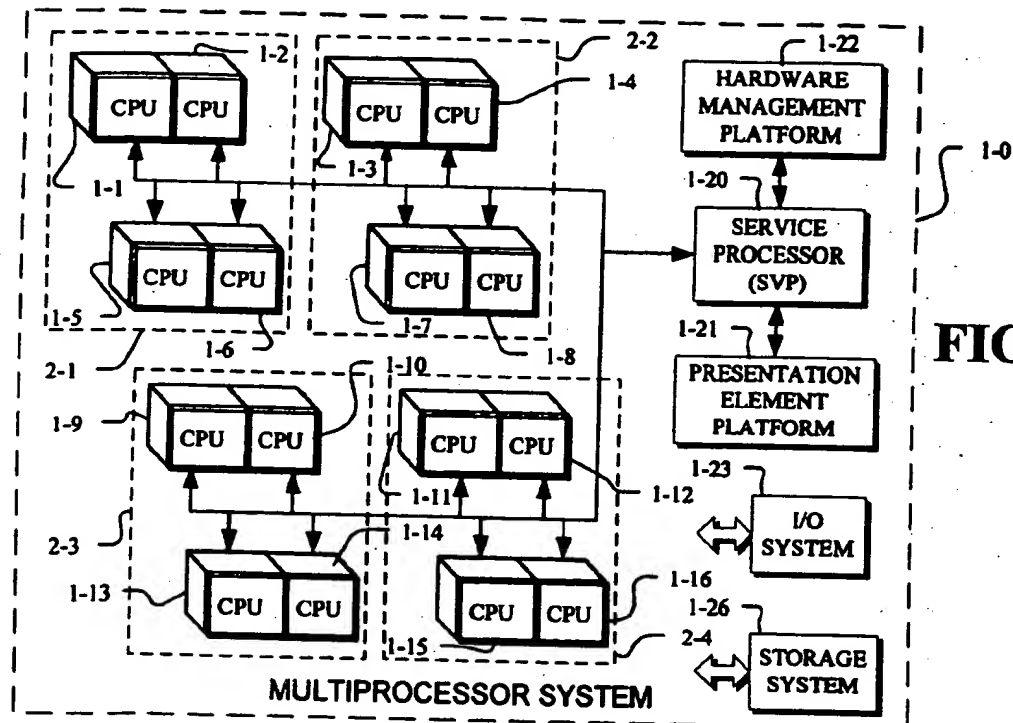 1-2
2-2
1-22
CPU CPU
CPU CPU
1-4
HARDWARE
MANAGEMENT
PLATFORM
1-0
1-1
1-3
1-20
CPU CPU
CPU CPU
SERVICE
PROCESSOR
(SVP)
1-5
1-6
1-7
1-8
1-21
2-1
1-10
FIG
PRESENTATION
ELEMENT
PLATFORM
1-9
CPU CPU
CPU CPU
1-11
1-12
1-23
2-3
1-14
I/O
SYSTEM
1-13
CPU CPU
CPU CPU
1-16
1-26
1-15
2-4
STORAGE
SYSTEM
MULTIPROCESSOR SYSTEM